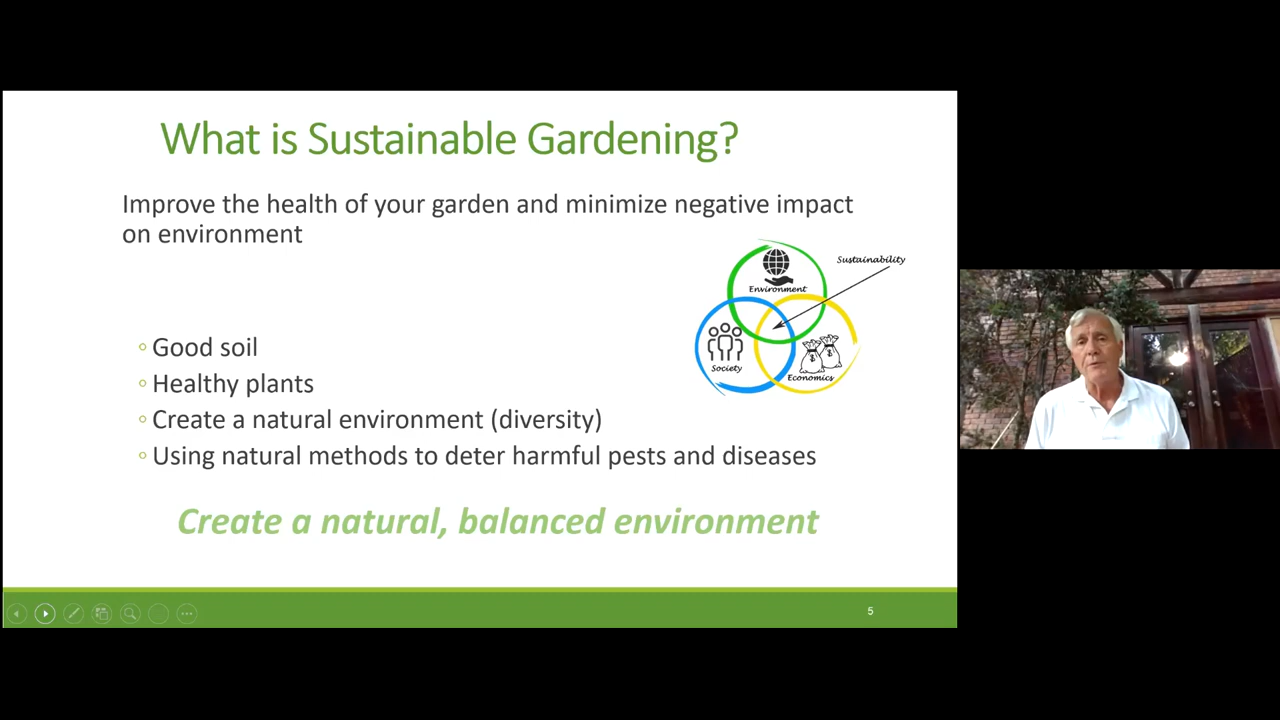 What is Sustainable Gardening?
Improve the health of your garden and minimize negative impact
on environment
Sustainability
Environment
Society
Economics
◦ Good soil
◦ Healthy plants
◦ Create a natural environment (diversity)
◦ Using natural methods to deter harmful pests and diseases
Create a natural, balanced environment
5